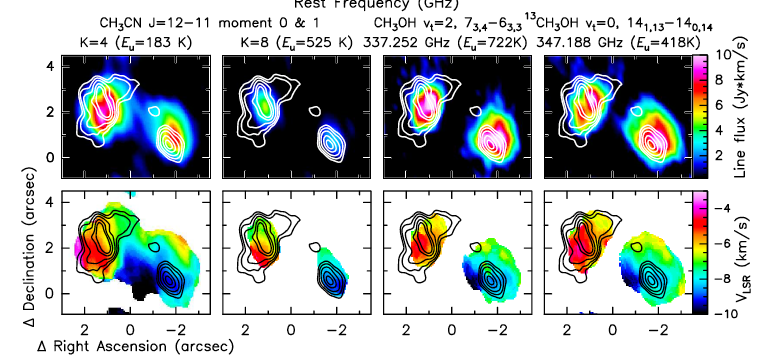 Rest Frequency (GHz)
CH₃CN J=12−11 moment 0 & 1 CH₃OH vₜ=2, 7₃,₄−6₃,₃ ¹³CH₃OH vₜ=0, 14₁,₁₃−14₀,₁₄
K=4 (Eᵤ=183 K) K=8 (Eᵤ=525 K) 337.252 GHz (Eᵤ=722K) 347.188 GHz (Eᵤ=418K)
4
2
0
10
8
6
4
2
Line flux (Jy*km/s)
4
2
0
Δ Declination (arcsec)
−4
−6
−8
−10
V_LSR (km/s)
2 0 −2 2 0 −2 2 0 −2 2 0 −2
Δ Right Ascension (arcsec)